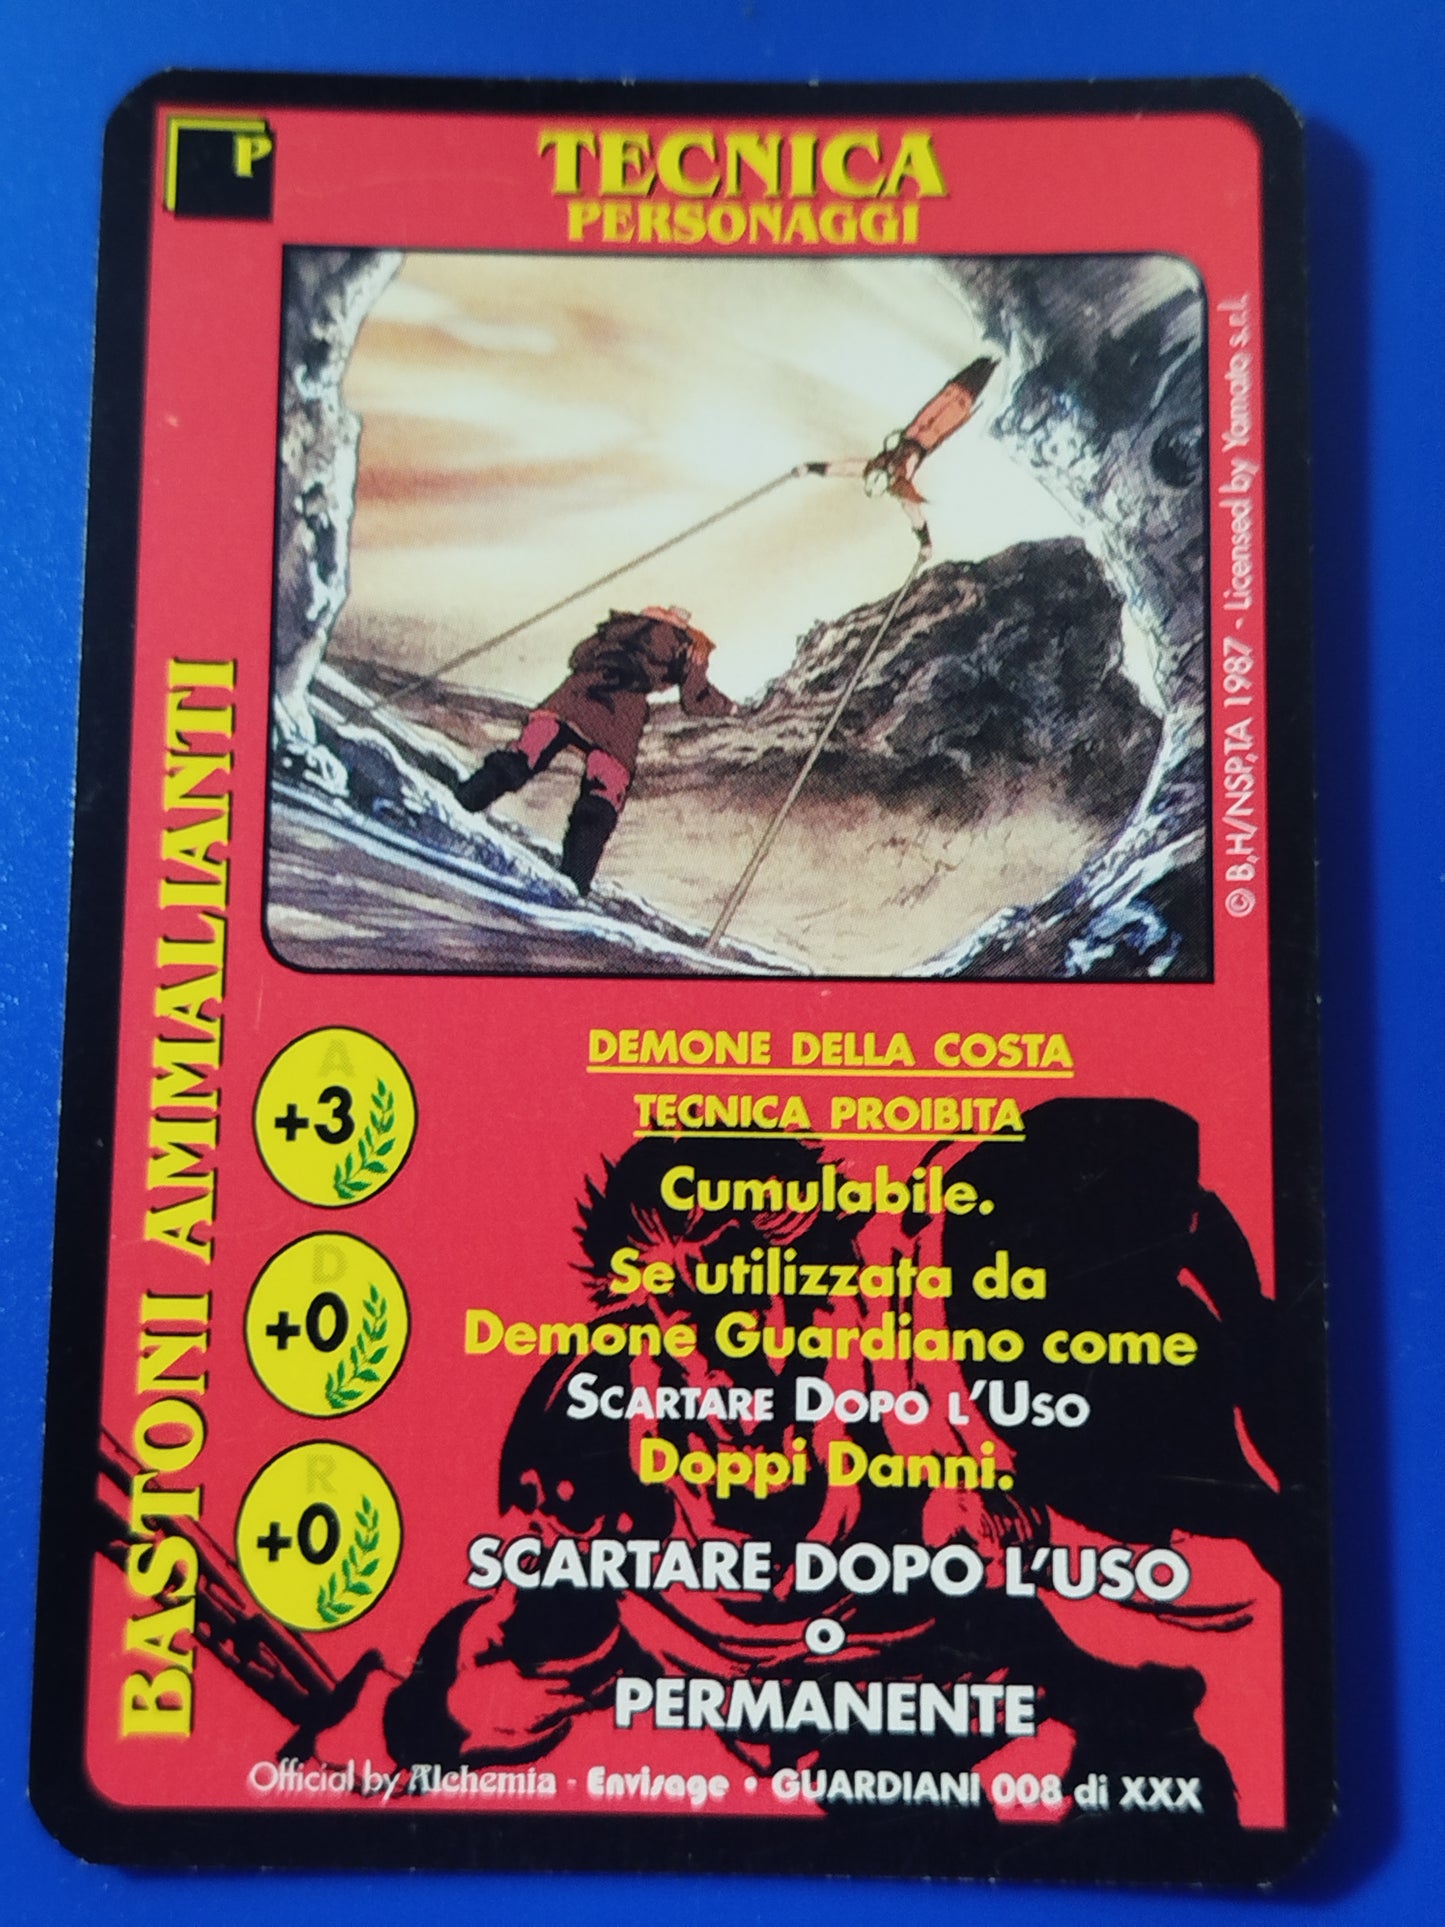 P
TECNICA
PERSONAGGI
© B.H/NSP,TA 1987 - Licensed by Yamato s.r.l.
BASTONI AMMALIANTI
A
+3
D
+0
R
+0
DEMONE DELLA COSTA
TECNICA PROIBITA
Cumulabile.
Se utilizzata da
Demone Guardiano come
SCARTARE DOPO L'USO
Doppi Danni.
SCARTARE DOPO L'USO
o
PERMANENTE
Official by Alchemia - Envisage • GUARDIANI 008 di XXX